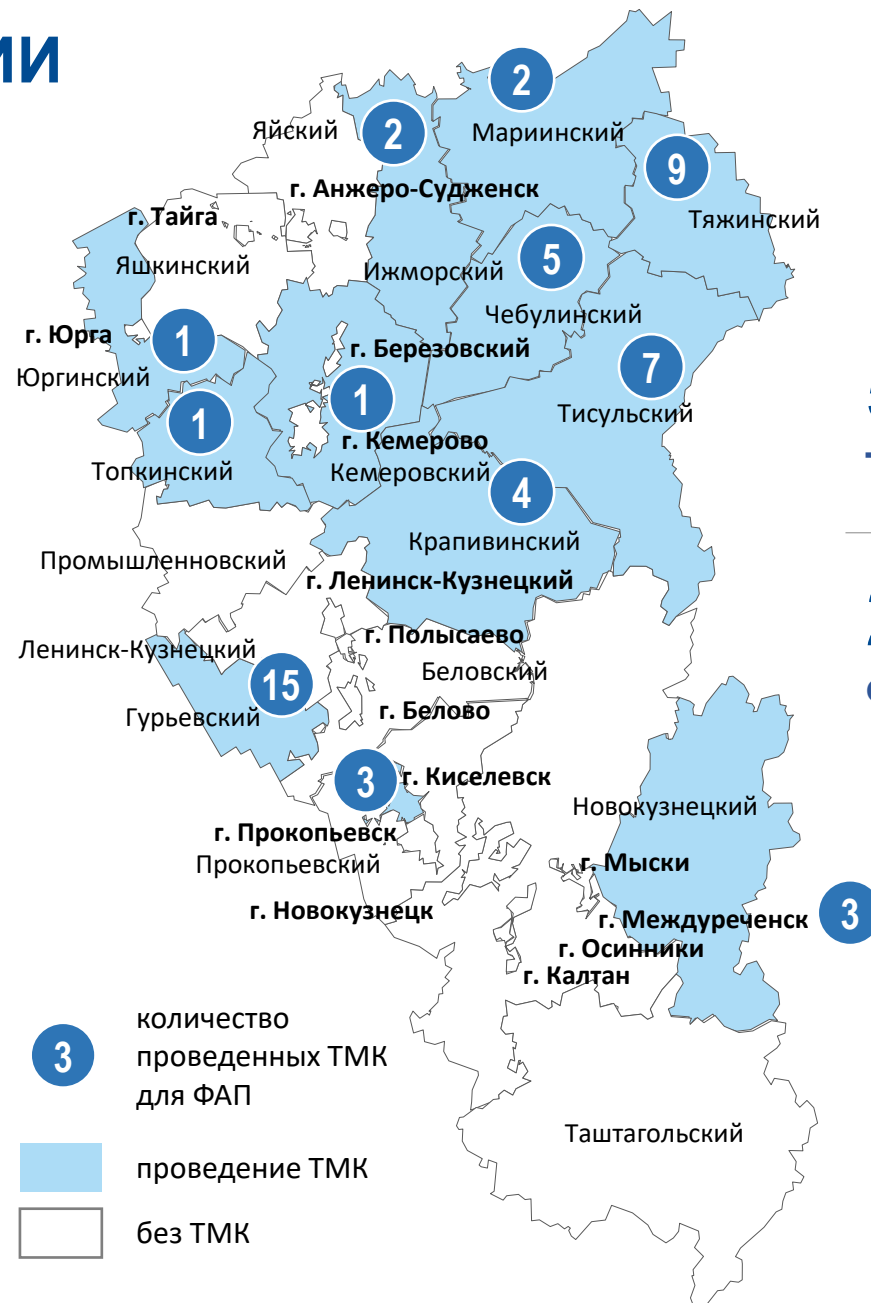 ИИ
2
Яйский
2
Мариинский
9
г. Анжеро-Судженск
г. Тайга
Тяжинский
Яшкинский
Ижморский
5
Чебулинский
г. Юрга
1
г. Березовский
7
Юргинский
1
1
Тисульский
г. Кемерово
Топкинский
Кемеровский
4
Крапивинский
Промышленновский
г. Ленинск-Кузнецкий
г. Полысаево
Ленинск-Кузнецкий
Беловский
15
Гурьевский
г. Белово
3
г. Киселевск
Новокузнецкий
г. Прокопьевск
Прокопьевский
г. Мыски
г. Новокузнецк
г. Междуреченск
3
г. Осинники
г. Калтан
3
количество
проведенных ТМК
для ФАП
Таштагольский
проведение ТМК
без ТМК